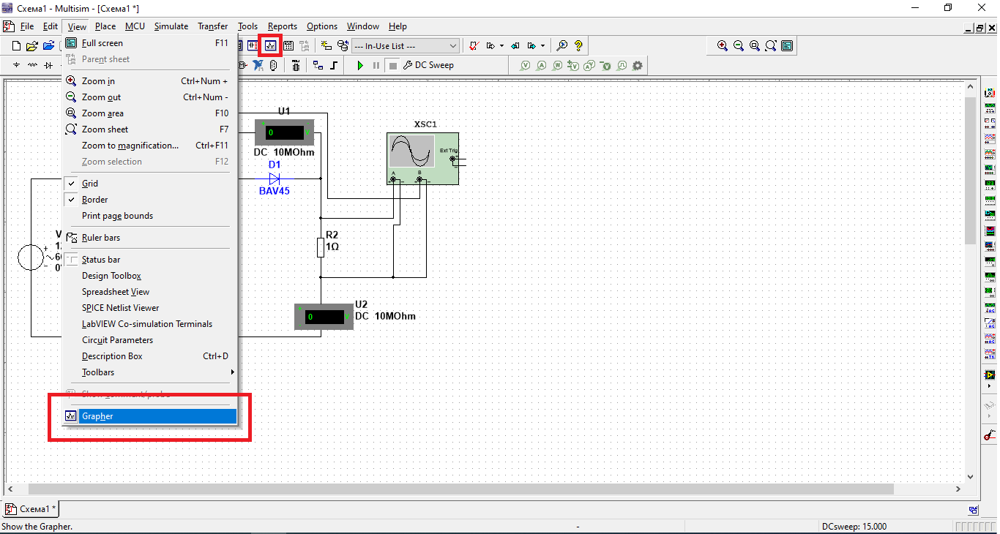 Схема1 - Multisim - [Схема1 *]
File Edit View Place MCU Simulate Transfer Tools Reports Options Window Help
--- In-Use List ---
DC Sweep
Full screen F11
Parent sheet
Zoom in Ctrl+Num +
Zoom out Ctrl+Num -
Zoom area F10
Zoom sheet F7
Zoom to magnification... Ctrl+F11
Zoom selection F12
Grid
Border
Print page bounds
Ruler bars
Status bar
Design Toolbox
Spreadsheet View
SPICE Netlist Viewer
LabVIEW Co-simulation Terminals
Circuit Parameters
Description Box Ctrl+D
Toolbars
Show comment/probe
Grapher
U1
0
DC 10MOhm
D1
BAV45
XSC1
Ext Trig
A B
R2
1Ω
U2
0
DC 10MOhm
Схема1 *
Show the Grapher.
-
DCsweep: 15.000